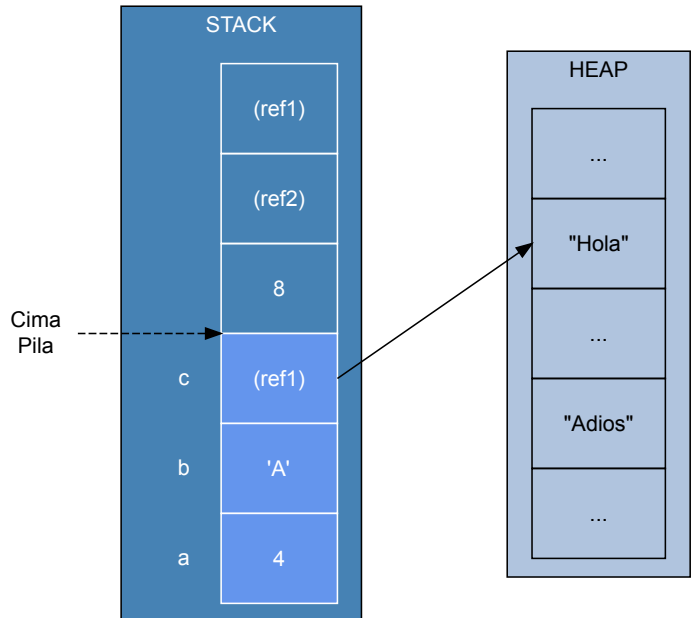 STACK
(ref1)
(ref2)
8
Cima
Pila
c
(ref1)
b
'A'
a
4
HEAP
...
"Hola"
...
"Adios"
...